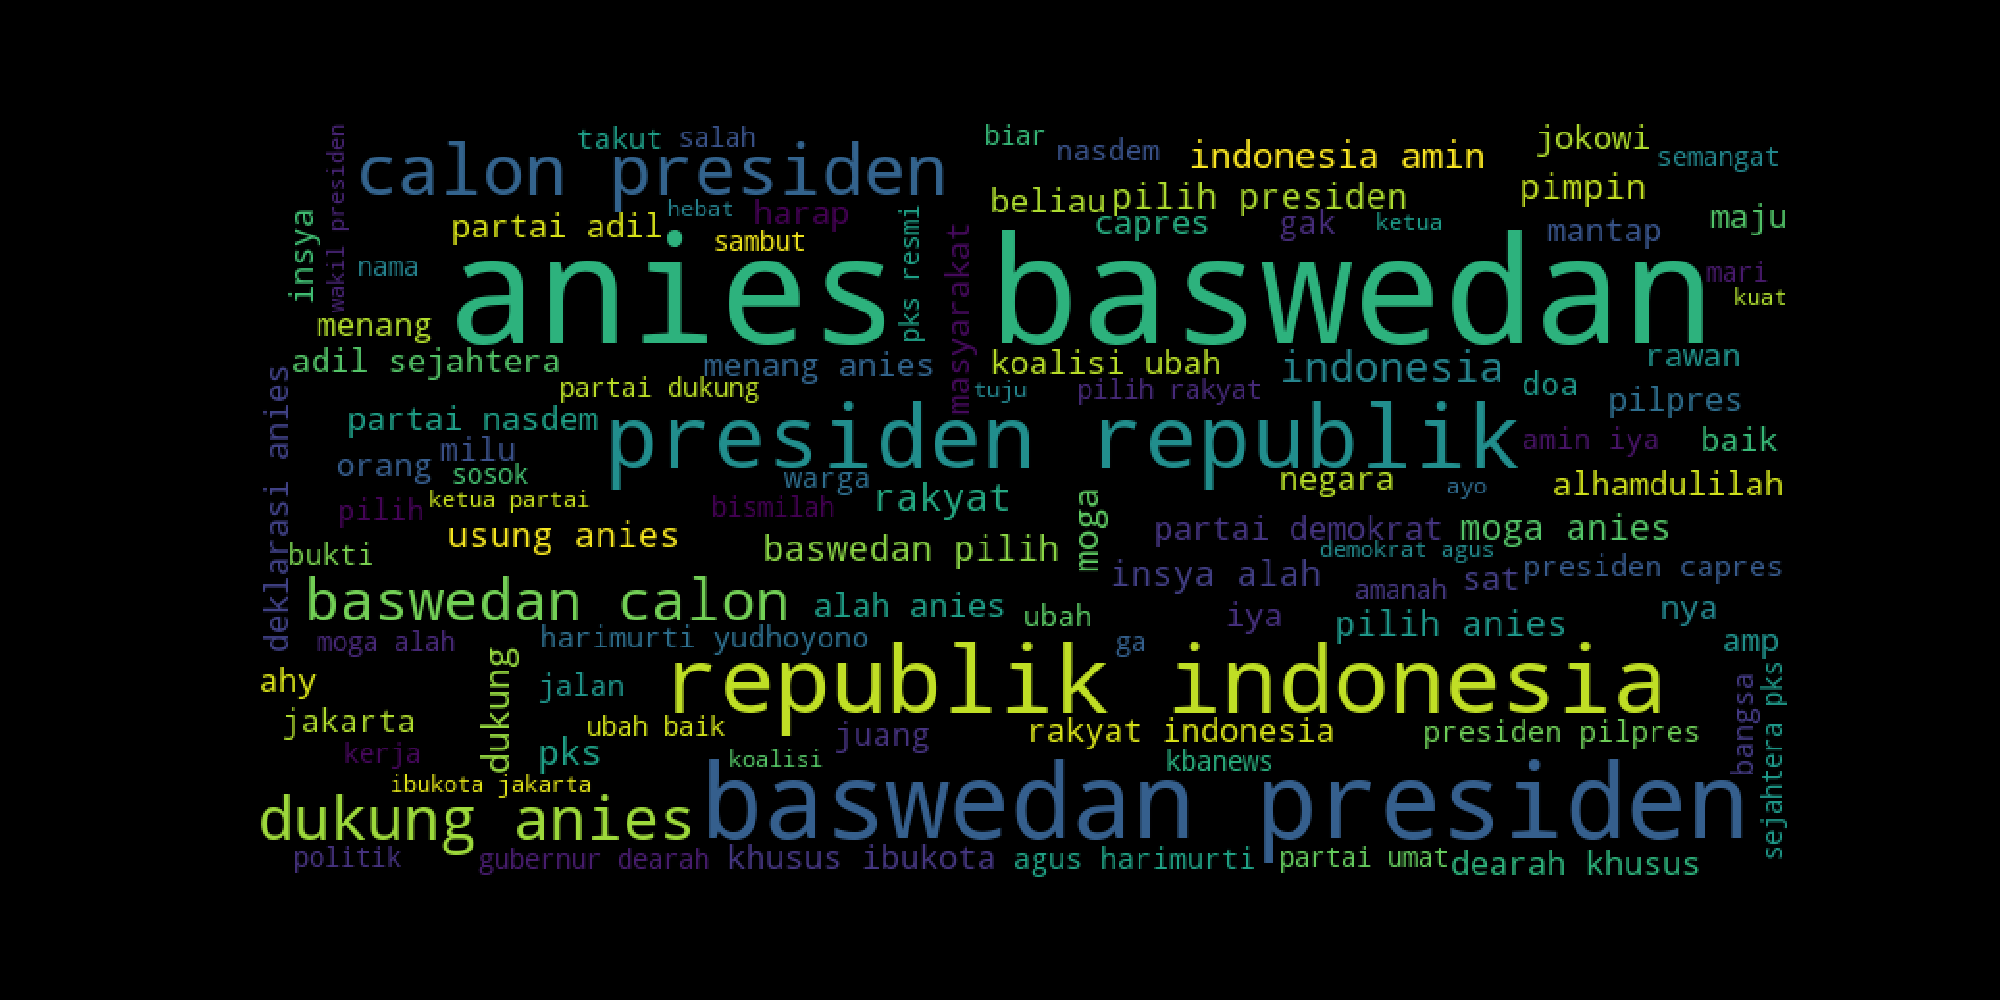 takut
salah
biar
nasdem
indonesia amin
jokowi
semangat
wakil presiden
calon presiden
beliau
pilih presiden
pimpin
insya
partai adil
hebat
harap
pks resmi
capres
gak
ketua
mantap
maju
sambut
masyarakat
nama
anies baswedan
mari
kuat
menang
adil sejahtera
menang anies
koalisi ubah
indonesia
rawan
deklarasi anies
partai dukung
tuju
pilih rakyat
doa
pilpres
partai nasdem
presiden republik
amin iya
baik
milu
orang
sosok
warga
negara
ayo
alhamdulilah
pilih
ketua partai
bismilah
rakyat
moga
usung anies
partai demokrat
moga anies
bukti
baswedan pilih
demokrat agus
insya alah
amanah
sat
presiden capres
baswedan calon
alah anies
ubah
iya
pilih anies
nya
moga alah
harimurti yudhoyono
ga
amp
ahy
dukung
jalan
republik indonesia
bangsa
sejahtera pks
jakarta
ubah baik
juang
rakyat indonesia
presiden pilpres
kerja
pks
koalisi
kbanews
ibukota jakarta
dukung anies
baswedan presiden
politik
gubernur dearah
khusus ibukota
agus harimurti
partai umat
dearah khusus